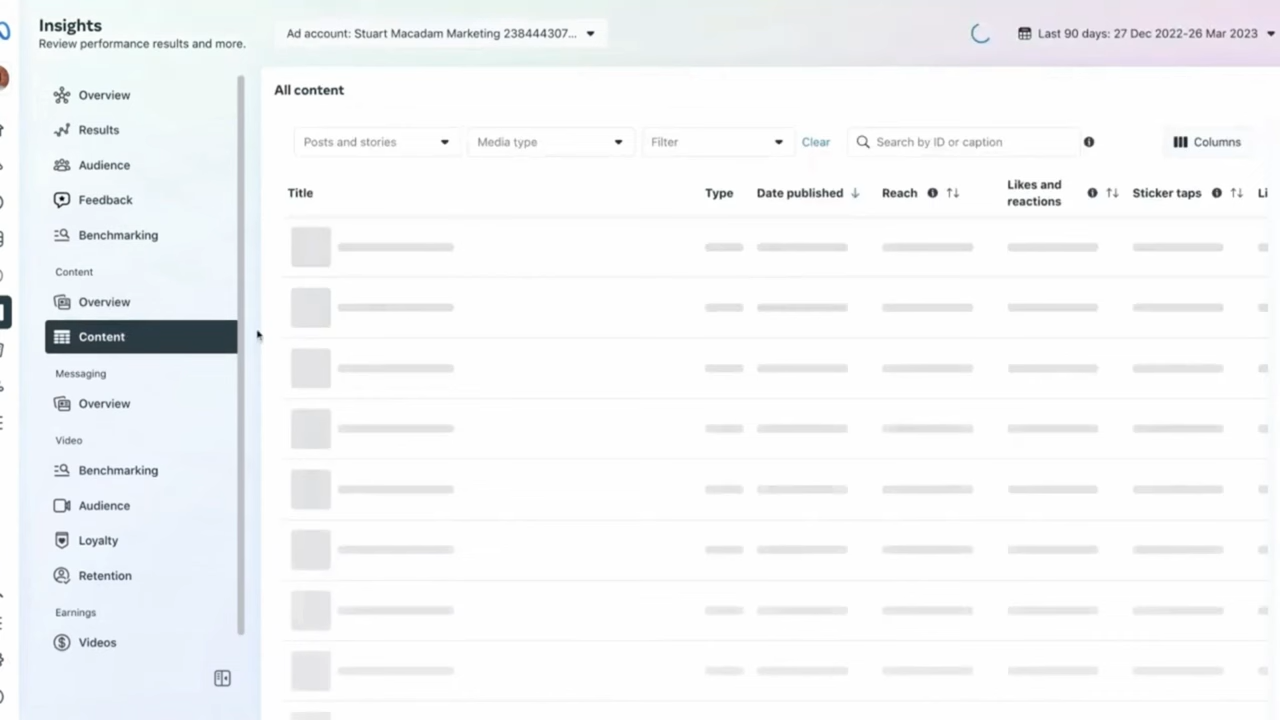 Insights
Review performance results and more.
Ad account: Stuart Macadam Marketing 238444307...
Last 90 days: 27 Dec 2022-26 Mar 2023
Overview
Results
Audience
Feedback
Benchmarking
Content
Overview
Content
Messaging
Overview
Video
Benchmarking
Audience
Loyalty
Retention
Earnings
Videos
All content
Posts and stories
Media type
Filter
Clear
Search by ID or caption
Columns
Title
Type
Date published
Reach
Likes and
reactions
Sticker taps
Li